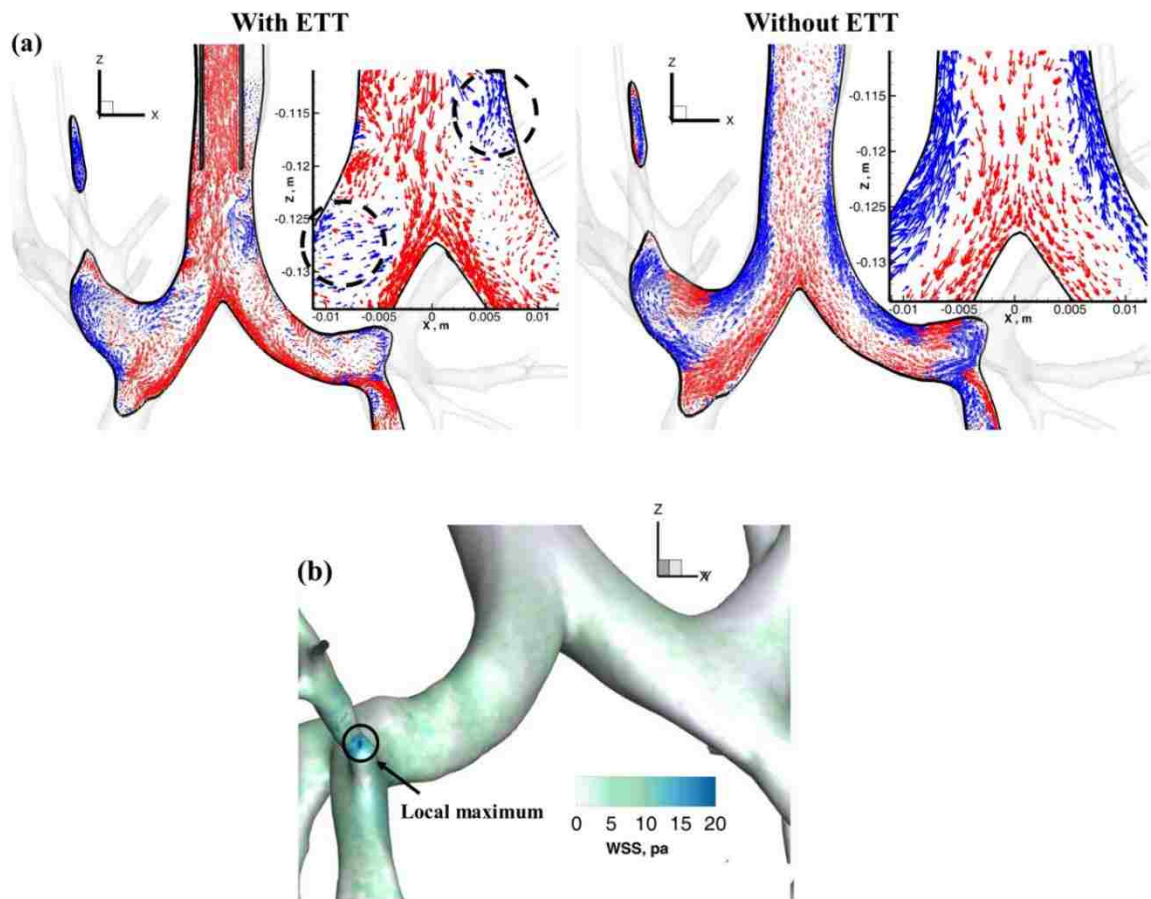 With ETT
Without ETT
(a)
Z
X
-0.115
-0.12
-0.125
-0.13
Z, m
-0.01
-0.005
0
0.005
0.01
X, m
Z
X
-0.115
-0.12
-0.125
-0.13
Z, m
-0.01
-0.005
0
0.005
0.01
X, m
(b)
Z
Local maximum
0 5 10 15 20
WSS, pa